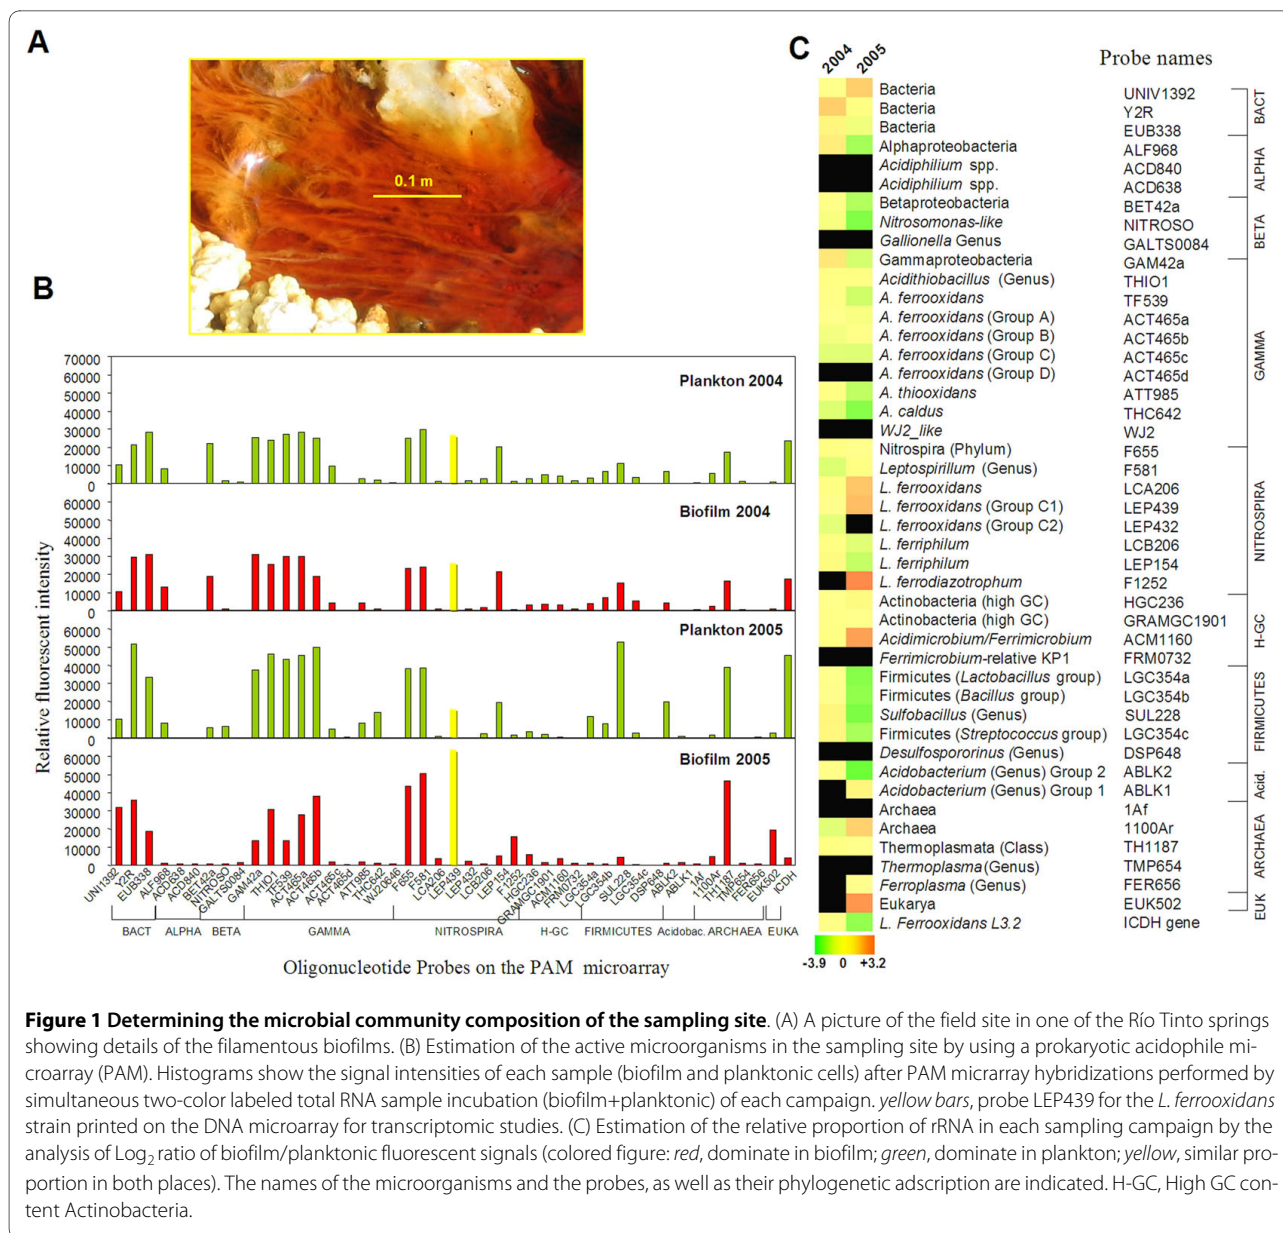 A
0.1 m
B
70000
60000
50000
40000
30000
20000
10000
0
Plankton 2004
60000
50000
40000
30000
20000
10000
0
Biofilm 2004
60000
50000
40000
30000
20000
10000
0
Plankton 2005
60000
50000
40000
30000
20000
10000
0
Biofilm 2005
Relative fluorescent intensity
UNI1392
Y2R
EUB338
ALF968
ACD638
ACD840
BET42a
NITROSO
GALTS0084
GAM42a
THIO1
TF539
ACT465a
ACT465b
ACT465c
ACT465d
ATT985
THC642
WJ20646
F655
F581
LCA206
LEP439
LEP432
LCB206
LEP154
F1252
HGC236
GRAMGC1901
ACM1160
FRM0732
LGC354a
LGC354b
SUL228
LGC354c
DSP648
ABLK2
ABLK1
1Af
1100Ar
TH1187
TMP654
FER656
EUK502
ICDH
BACT ALPHA BETA GAMMA NITROSPIRA H-GC FIRMICUTES Acidobac. ARCHAEA EUKA
Oligonucleotide Probes on the PAM microarray
C
2004 2005 Probe names
Bacteria UNIV1392
Bacteria Y2R
Bacteria EUB338
Alphaproteobacteria ALF968
Acidiphilium spp. ACD840
Acidiphilium spp. ACD638
Betaproteobacteria BET42a
Nitrosomonas-like NITROSO
Gallionella Genus GALTS0084
Gammaproteobacteria GAM42a
Acidithiobacillus (Genus) THIO1
A. ferrooxidans TF539
A. ferrooxidans (Group A) ACT465a
A. ferrooxidans (Group B) ACT465b
A. ferrooxidans (Group C) ACT465c
A. ferrooxidans (Group D) ACT465d
A. thiooxidans ATT985
A. caldus THC642
WJ2_like WJ2
Nitrospira (Phylum) F655
Leptospirillum (Genus) F581
L. ferrooxidans LCA206
L. ferrooxidans (Group C1) LEP439
L. ferrooxidans (Group C2) LEP432
L. ferriphilum LCB206
L. ferriphilum LEP154
L. ferrodiazotrophum F1252
Actinobacteria (high GC) HGC236
Actinobacteria (high GC) GRAMGC1901
Acidimicrobium/Ferrimicrobium ACM1160
Ferrimicrobium-relative KP1 FRM0732
Firmicutes (Lactobacillus group) LGC354a
Firmicutes (Bacillus group) LGC354b
Sulfobacillus (Genus) SUL228
Firmicutes (Streptococcus group) LGC354c
Desulfospororinus (Genus) DSP648
Acidobacterium (Genus) Group 2 ABLK2
Acidobacterium (Genus) Group 1 ABLK1
Archaea 1Af
Archaea 1100Ar
Thermoplasmata (Class) TH1187
Thermoplasma (Genus) TMP654
Ferroplasma (Genus) FER656
Eukarya EUK502
L. Ferrooxidans L3.2 ICDH gene
BACT
ALPHA
BETA
GAMMA
NITROSPIRA
H-GC
FIRMICUTES
Acid.
ARCHAEA
EUK
-3.9 0 +3.2
Figure 1 Determining the microbial community composition of the sampling site. (A) A picture of the field site in one of the Río Tinto springs
showing details of the filamentous biofilms. (B) Estimation of the active microorganisms in the sampling site by using a prokaryotic acidophile mi-
croarray (PAM). Histograms show the signal intensities of each sample (biofilm and planktonic cells) after PAM micrarray hybridizations performed by
simultaneous two-color labeled total RNA sample incubation (biofilm+planktonic) of each campaign. yellow bars, probe LEP439 for the L. ferrooxidans
strain printed on the DNA microarray for transcriptomic studies. (C) Estimation of the relative proportion of rRNA in each sampling campaign by the
analysis of Log2 ratio of biofilm/planktonic fluorescent signals (colored figure: red, dominate in biofilm; green, dominate in plankton; yellow, similar pro-
portion in both places). The names of the microorganisms and the probes, as well as their phylogenetic adscription are indicated. H-GC, High GC con-
tent Actinobacteria.